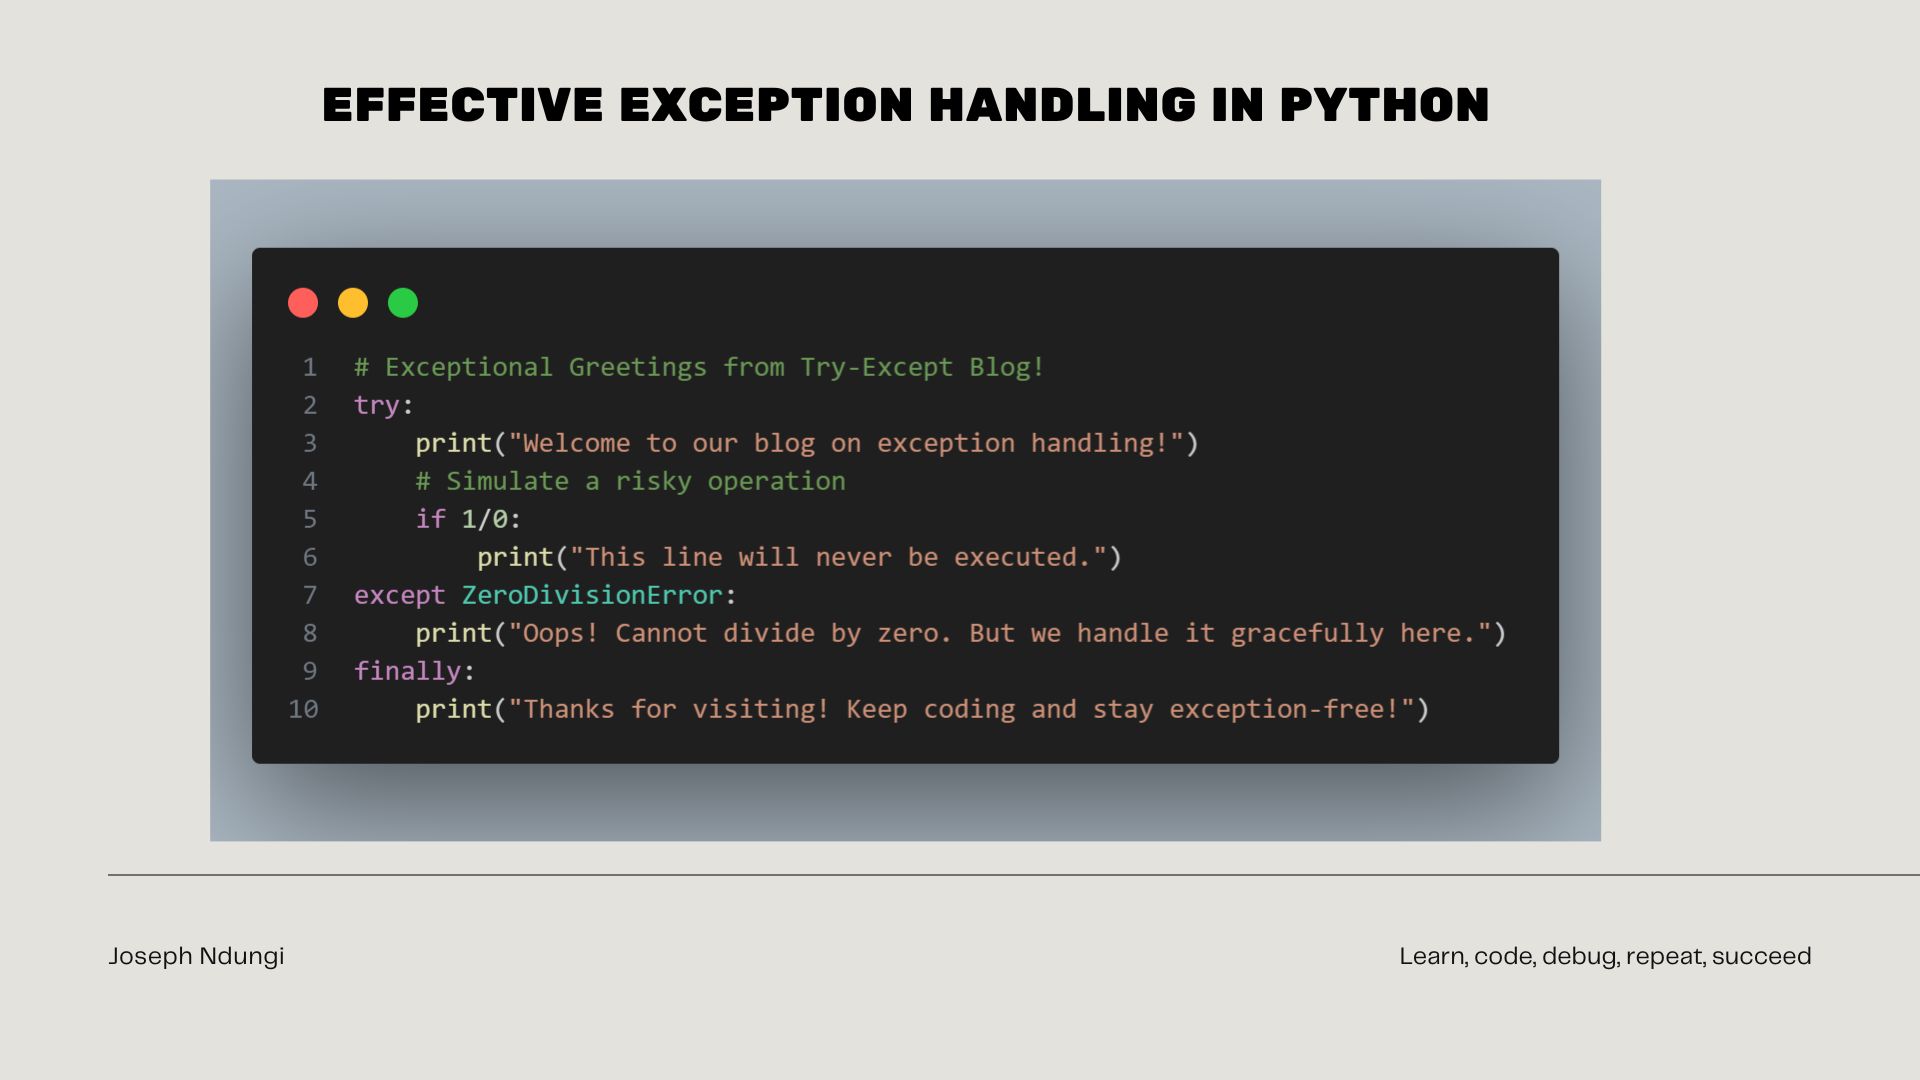 EFFECTIVE EXCEPTION HANDLING IN PYTHON
1 # Exceptional Greetings from Try-Except Blog!
2 try:
3     print("Welcome to our blog on exception handling!")
4     # Simulate a risky operation
5     if 1/0:
6         print("This line will never be executed.")
7 except ZeroDivisionError:
8     print("Oops! Cannot divide by zero. But we handle it gracefully here.")
9 finally:
10     print("Thanks for visiting! Keep coding and stay exception-free!")
Joseph Ndungi
Learn, code, debug, repeat, succeed